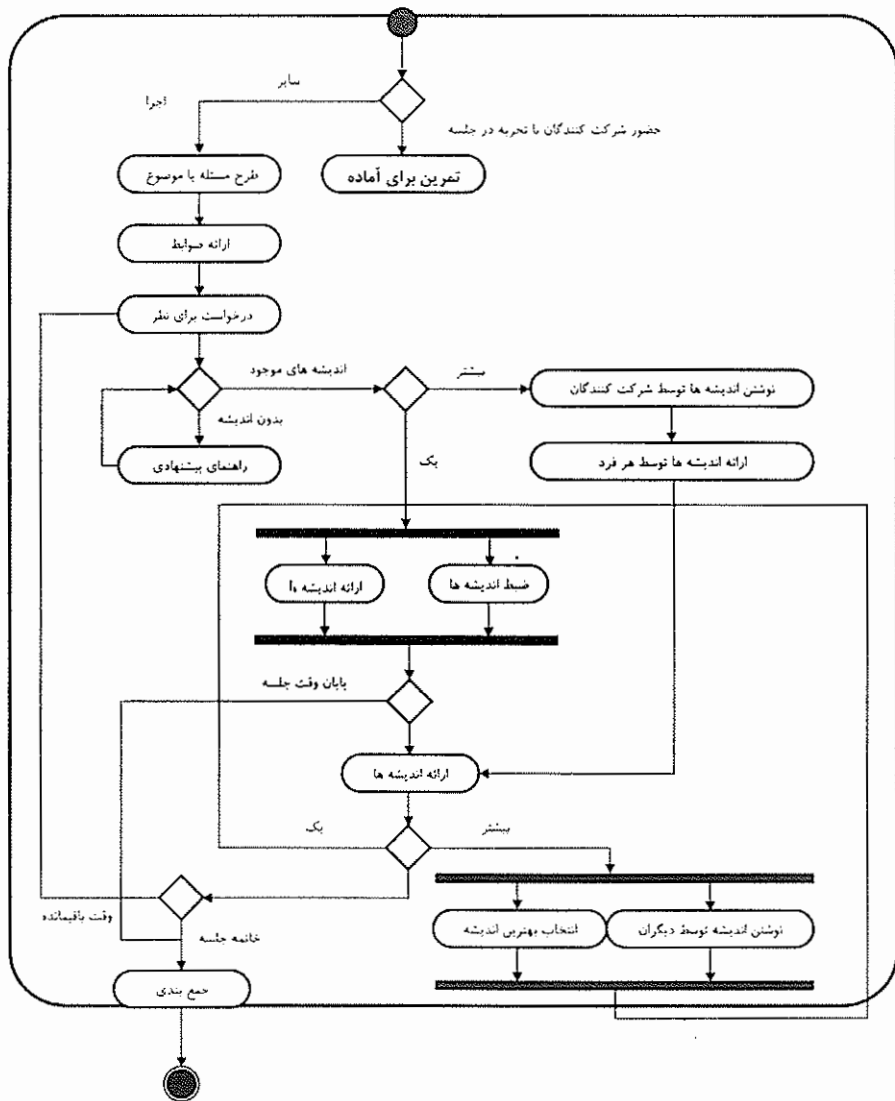 سایر
اجرا
حضور شرکت کنندگان با تجربه در جلسه
طرح مسئله یا موضوع
تمرین برای آماده
ارائه ضوابط
درخواست برای نظر
اندیشه های موجود
بیشتر
نوشتن اندیشه ها توسط شرکت کنندگان
بدون اندیشه
راهنمای پیشنهادی
یک
ارائه اندیشه ها توسط هر فرد
ارائه اندیشه ها
ضبط اندیشه ها
پایان وقت جلسه
ارائه اندیشه ها
یک
بیشتر
وقت باقیمانده
خاتمه جلسه
انتخاب بهترین اندیشه
نوشتن اندیشه توسط دیگران
جمع بندی